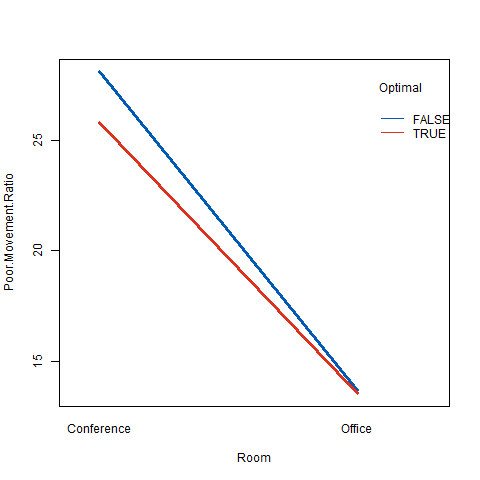 Optimal
FALSE
TRUE
Poor.Movement.Ratio
25
20
15
Conference
Office
Room